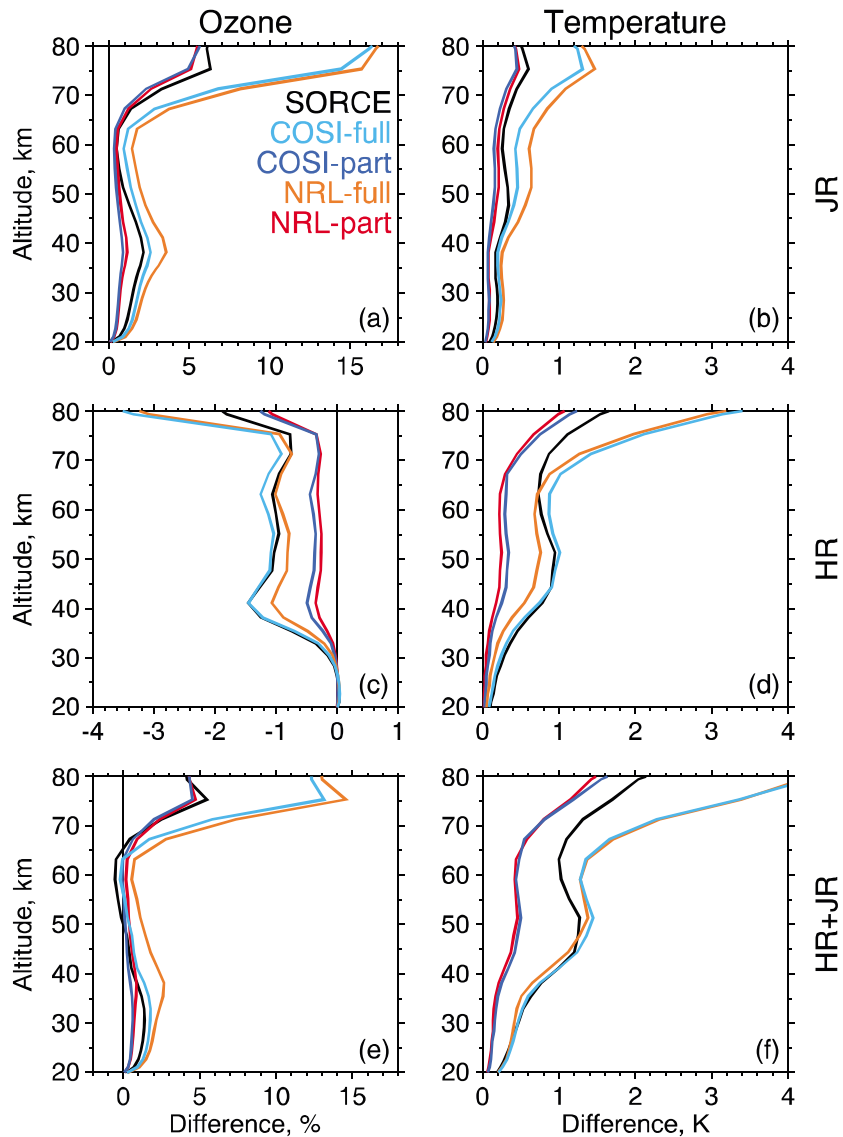 Ozone Temperature
80
70
60
50
40
30
20
Altitude, km
SORCE
COSI-full
COSI-part
NRL-full
NRL-part
(a)
0 5 10 15
80
70
60
50
40
30
20
(b)
0 1 2 3 4
JR
80
70
60
50
40
30
20
Altitude, km
(c)
-4 -3 -2 -1 0 1
80
70
60
50
40
30
20
(d)
0 1 2 3 4
HR
80
70
60
50
40
30
20
Altitude, km
(e)
0 5 10 15
Difference, %
80
70
60
50
40
30
20
(f)
0 1 2 3 4
Difference, K
HR+JR